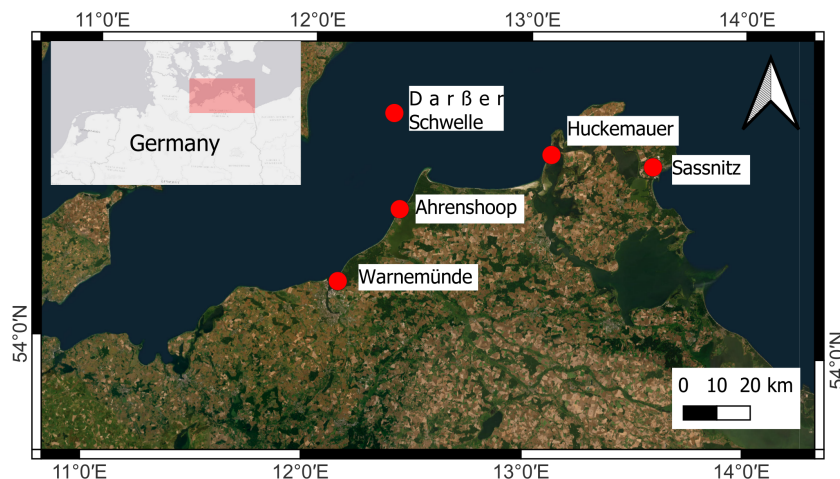 11°0′E 12°0′E 13°0′E 14°0′E
Germany
Darßer
Schwelle
Huckemauer
Sassnitz
Ahrenshoop
Warnemünde
54°0′N
54°0′N
0 10 20 km
11°0′E 12°0′E 13°0′E 14°0′E